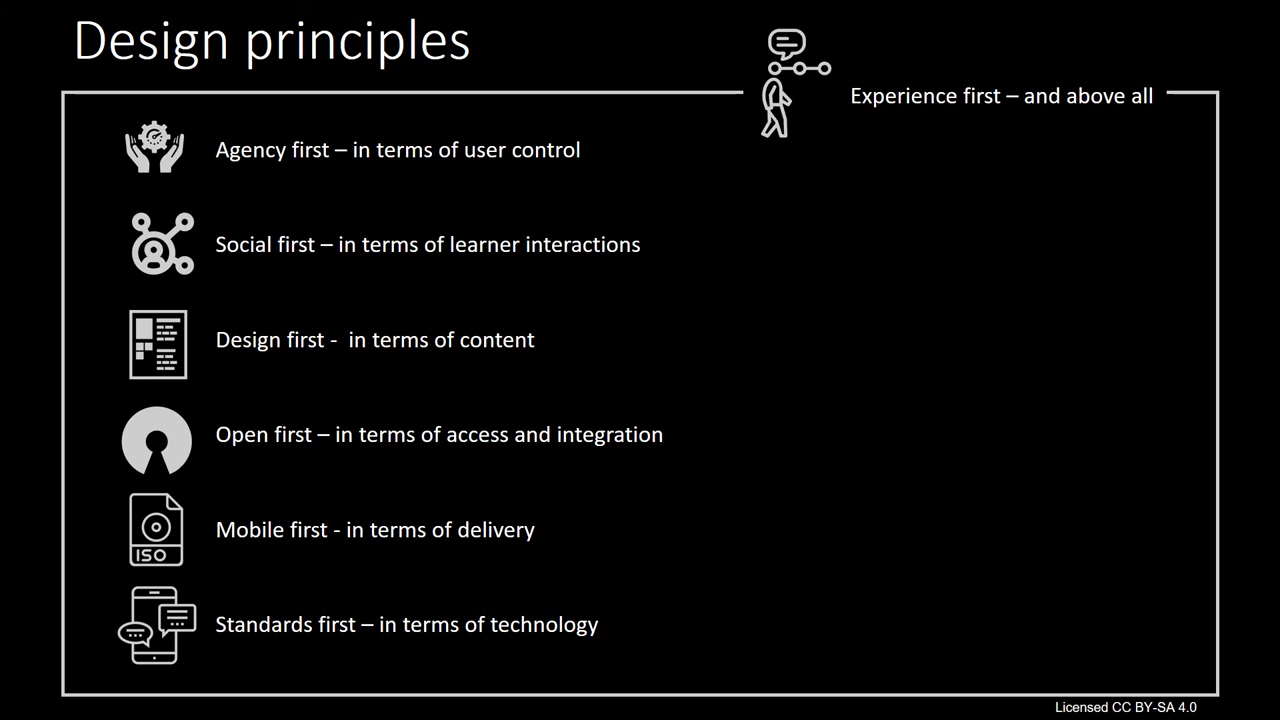 Design principles
Experience first – and above all
Agency first – in terms of user control
Social first – in terms of learner interactions
Design first -  in terms of content
Open first – in terms of access and integration
Mobile first - in terms of delivery
ISO
Standards first – in terms of technology
Licensed CC BY-SA 4.0